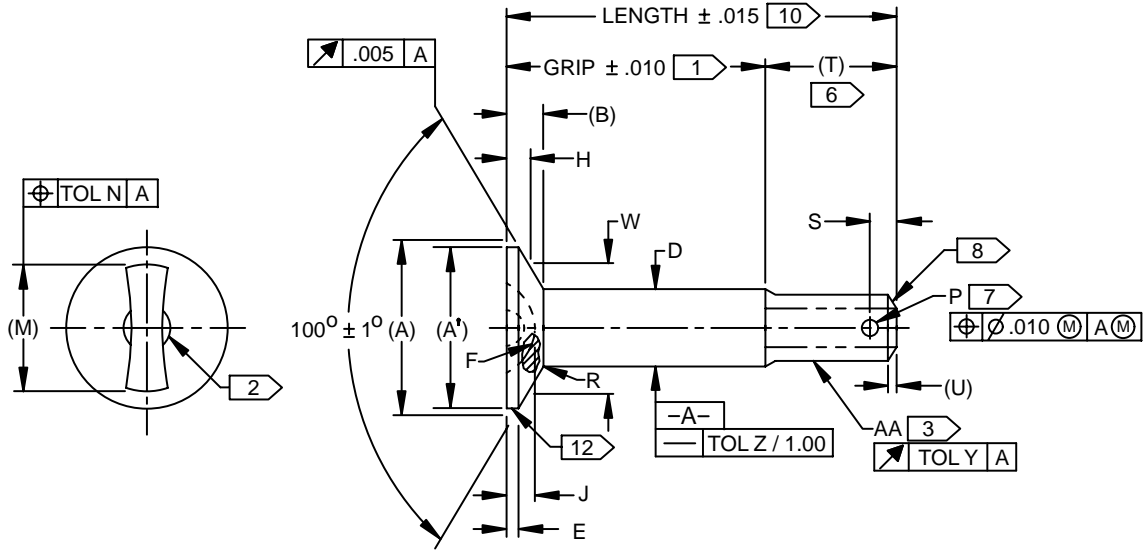 LENGTH ± .015 10
.005 A
GRIP ± .010 1
(T)
6
(B)
H
TOL N A
W
S
D
8
P 7
(M)
100° ± 1° (A)
(A')
⌀ .010 Ⓜ A Ⓜ
F
2
R
(U)
–A–
AA 3
12
TOL Z / 1.00
TOL Y A
J
E